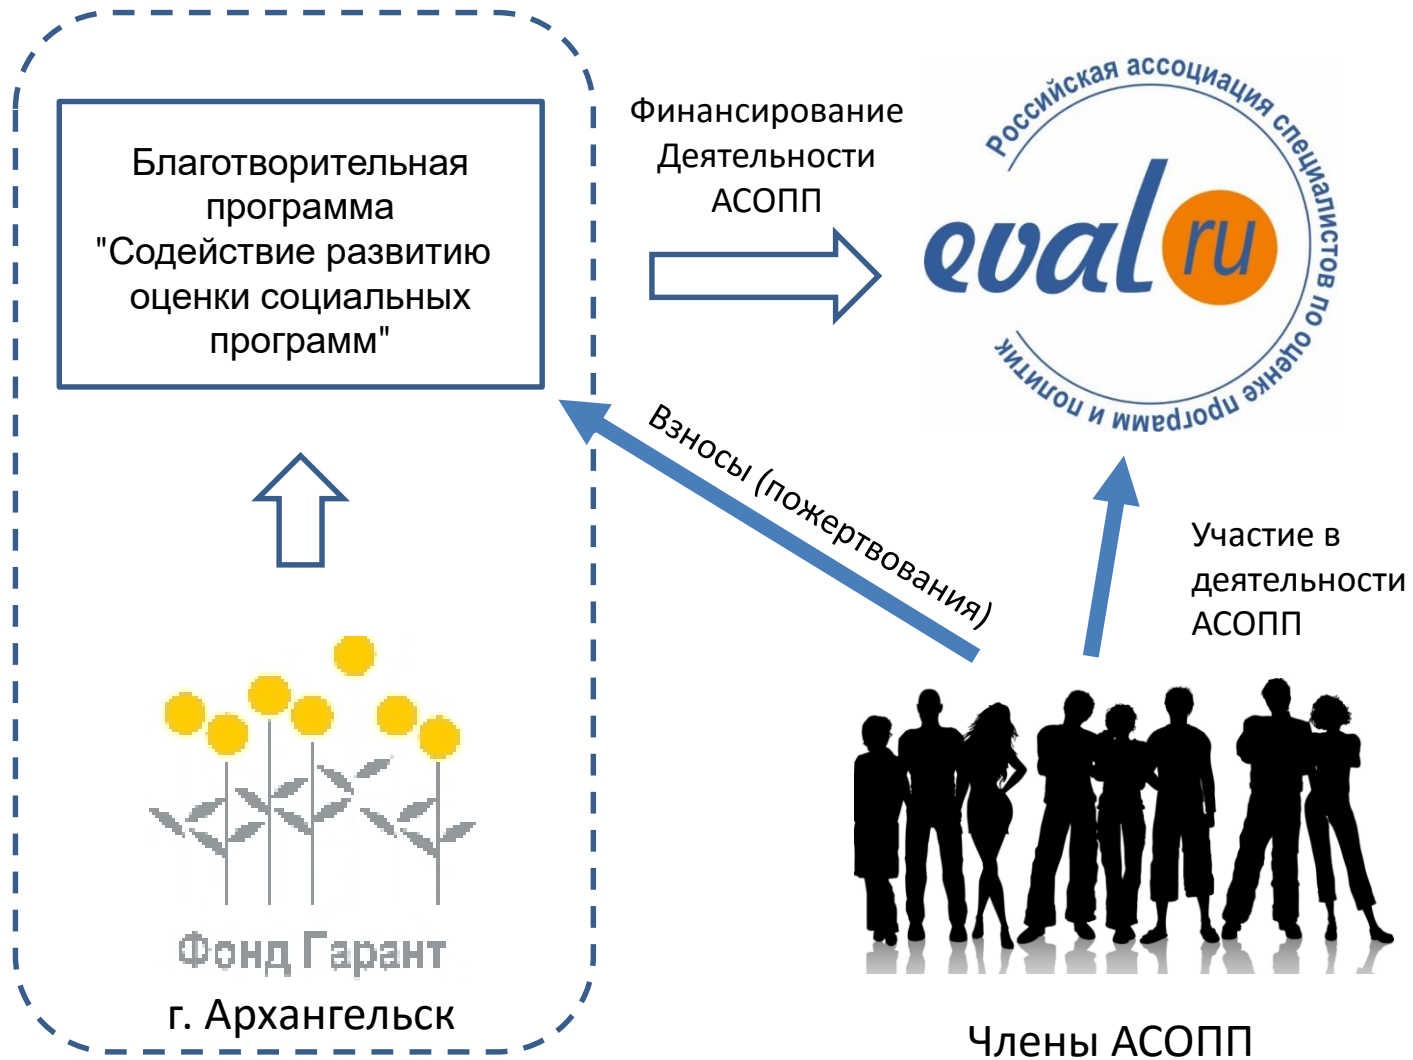 Благотворительная
программа
"Содействие развитию
оценки социальных
программ"
Финансирование
Деятельности
АСОПП
Российская ассоциация специалистов по оценке программ и политик
eval ru
Взносы (пожертвования)
Участие в
деятельности
АСОПП
Фонд Гарант
г. Архангельск
Члены АСОПП